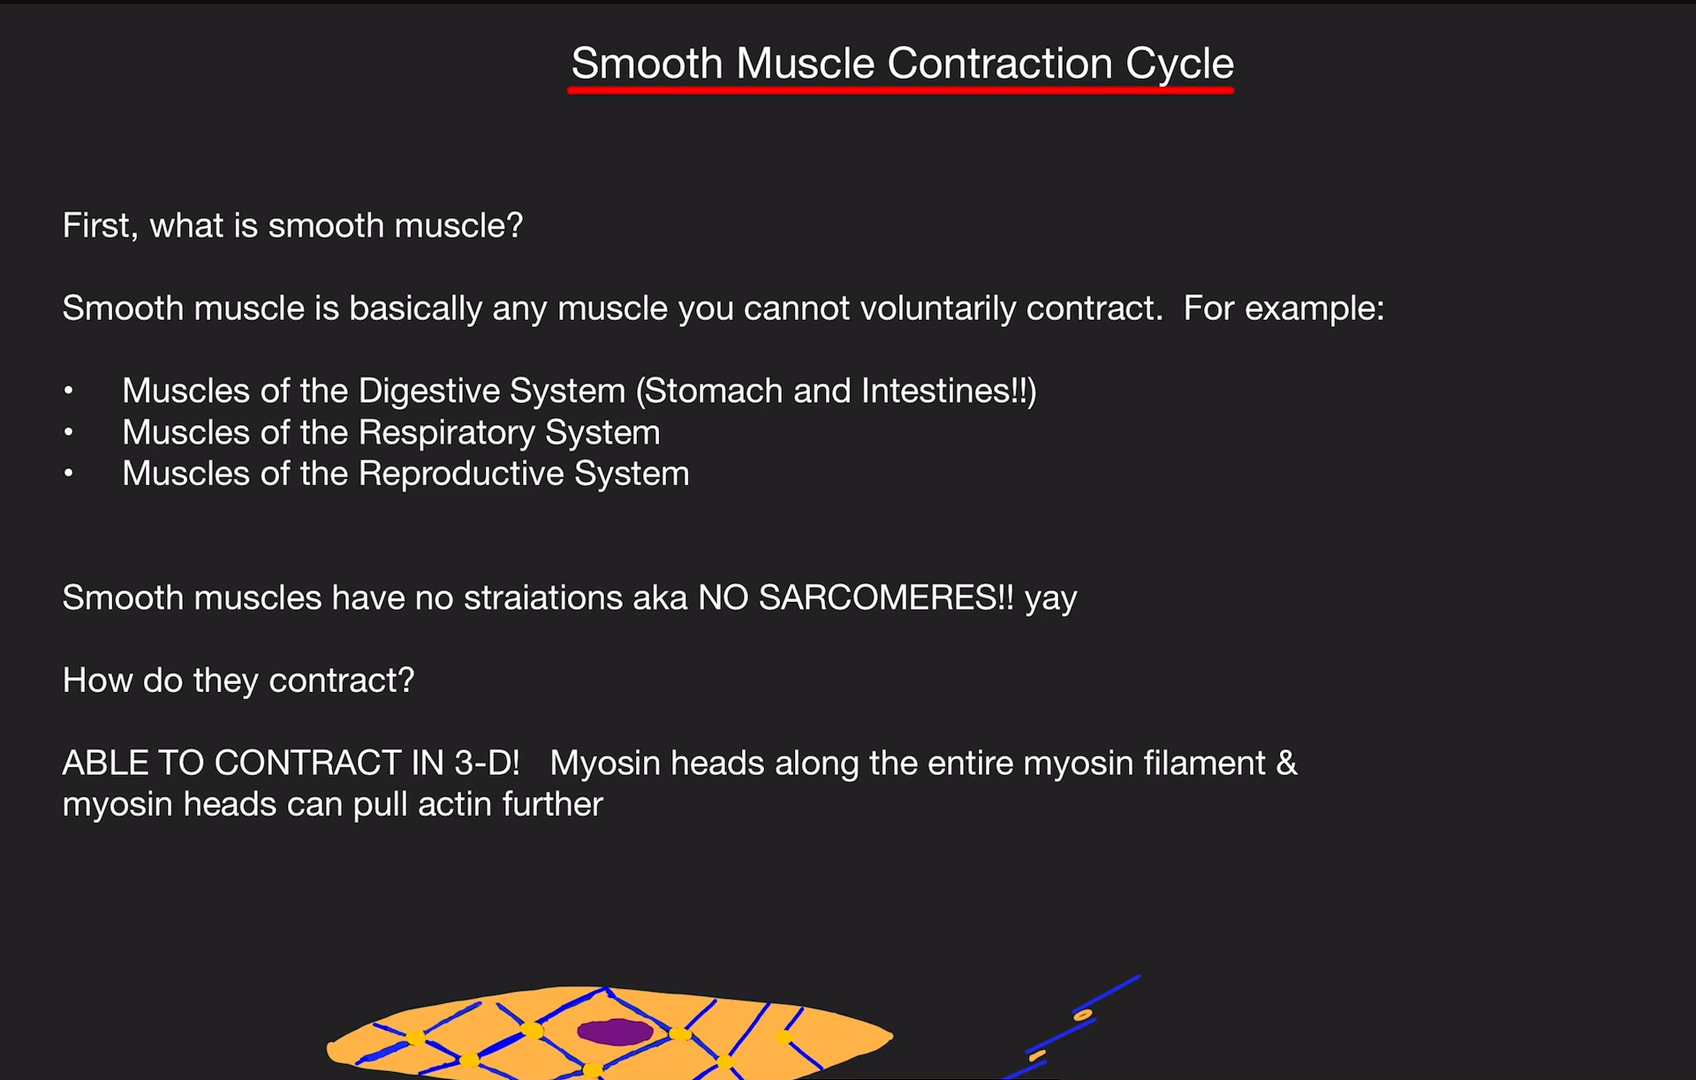 Smooth Muscle Contraction Cycle
First, what is smooth muscle?
Smooth muscle is basically any muscle you cannot voluntarily contract.  For example:
• Muscles of the Digestive System (Stomach and Intestines!!)
• Muscles of the Respiratory System
• Muscles of the Reproductive System
Smooth muscles have no straiations aka NO SARCOMERES!! yay
How do they contract?
ABLE TO CONTRACT IN 3-D!   Myosin heads along the entire myosin filament &
myosin heads can pull actin further